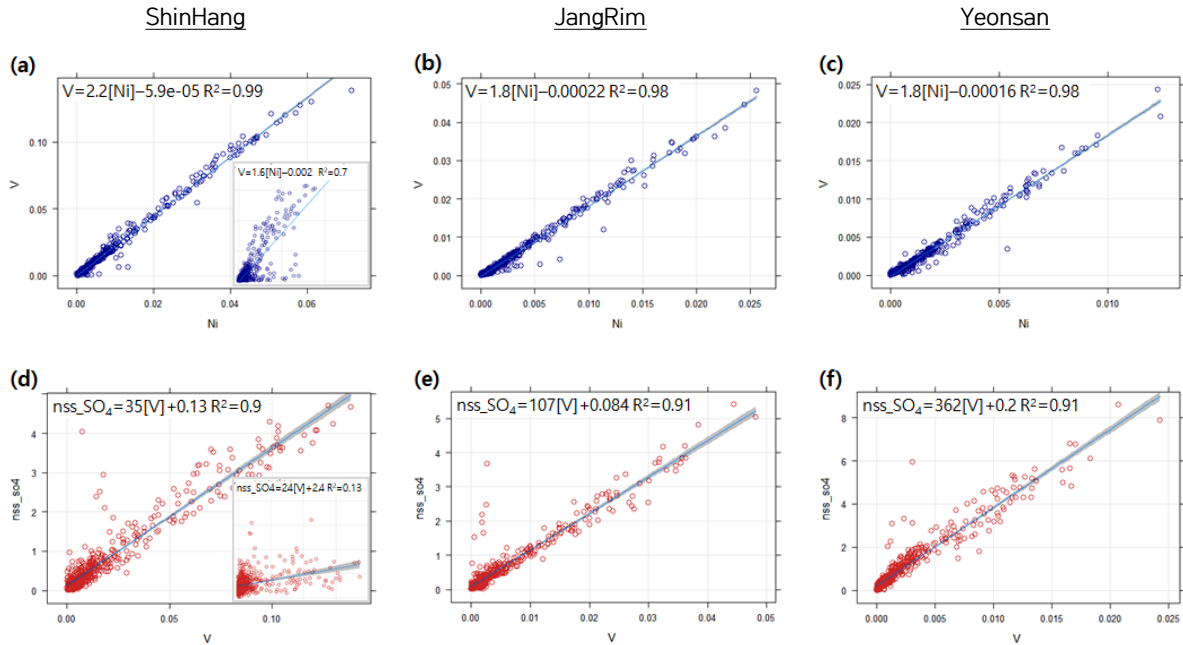 ShinHang JangRim Yeonsan
(a) (b) (c)
V=2.2[Ni]−5.9e-05 R²=0.99
V=1.6[Ni]−0.002 R²=0.7
0.10
0.05
0.00
V
0.00 0.02 0.04 0.06
Ni
V=1.8[Ni]−0.00022 R²=0.98
0.05
0.04
0.03
0.02
0.01
0.00
V
0.000 0.005 0.010 0.015 0.020 0.025
Ni
V=1.8[Ni]−0.00016 R²=0.98
0.025
0.020
0.015
0.010
0.005
0.000
V
0.000 0.005 0.010
Ni
(d) (e) (f)
nss_SO₄=35[V]+0.13 R²=0.9
nss_SO4=24[V]+2.4 R²=0.13
4
3
2
1
0
nss_so4
0.00 0.05 0.10
V
nss_SO₄=107[V]+0.084 R²=0.91
5
4
3
2
1
0
nss_so4
0.00 0.01 0.02 0.03 0.04 0.05
V
nss_SO₄=362[V]+0.2 R²=0.91
8
6
4
2
0
nss_so4
0.000 0.005 0.010 0.015 0.020 0.025
V